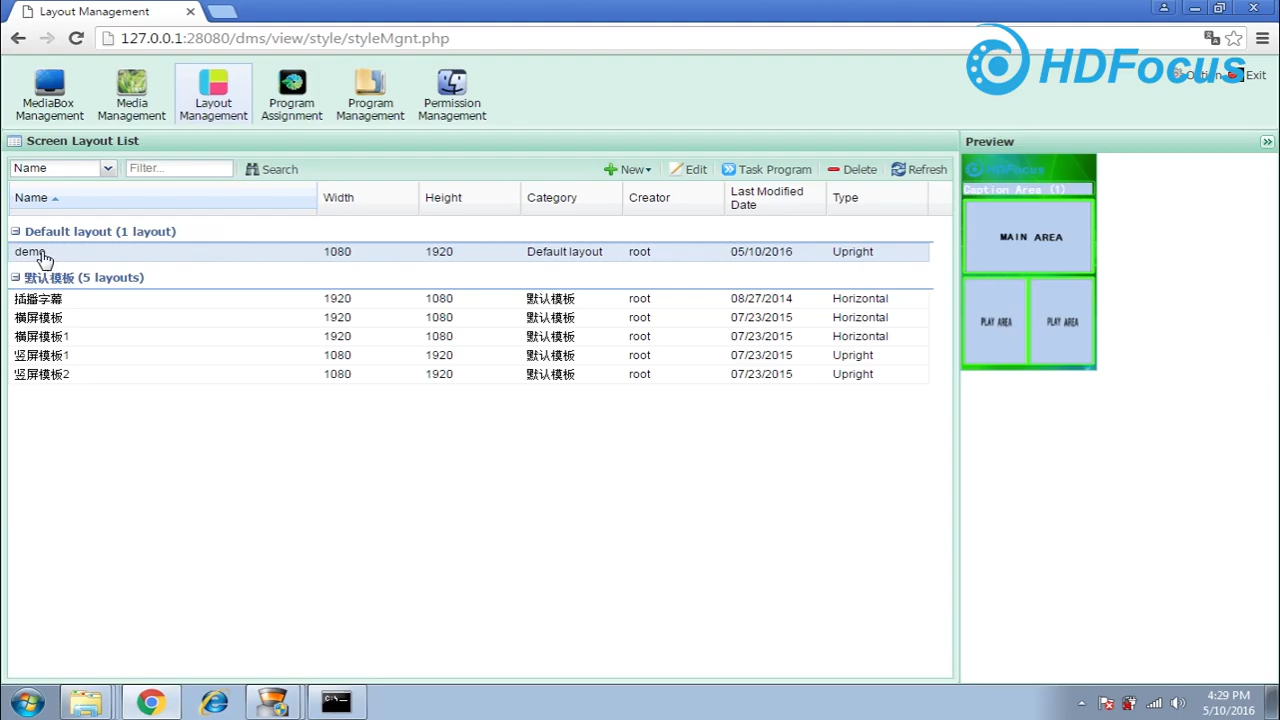 Layout Management
127.0.0.1:28080/dms/view/style/styleMgnt.php
HDFocus
Exit
MediaBox Management
Media Management
Layout Management
Program Assignment
Program Management
Permission Management
Screen Layout List
Preview
Name Filter... Search New Edit Task Program Delete Refresh
Name Width Height Category Creator Last Modified Date Type
Default layout (1 layout)
demo 1080 1920 Default layout root 05/10/2016 Upright
默认模板 (5 layouts)
插播字幕 1920 1080 默认模板 root 08/27/2014 Horizontal
横屏模板 1920 1080 默认模板 root 07/23/2015 Horizontal
横屏模板1 1920 1080 默认模板 root 07/23/2015 Horizontal
竖屏模板1 1080 1920 默认模板 root 07/23/2015 Upright
竖屏模板2 1080 1920 默认模板 root 07/23/2015 Upright
HDFocus
Caption Area (1)
MAIN AREA
PLAY AREA PLAY AREA
4:29 PM
5/10/2016